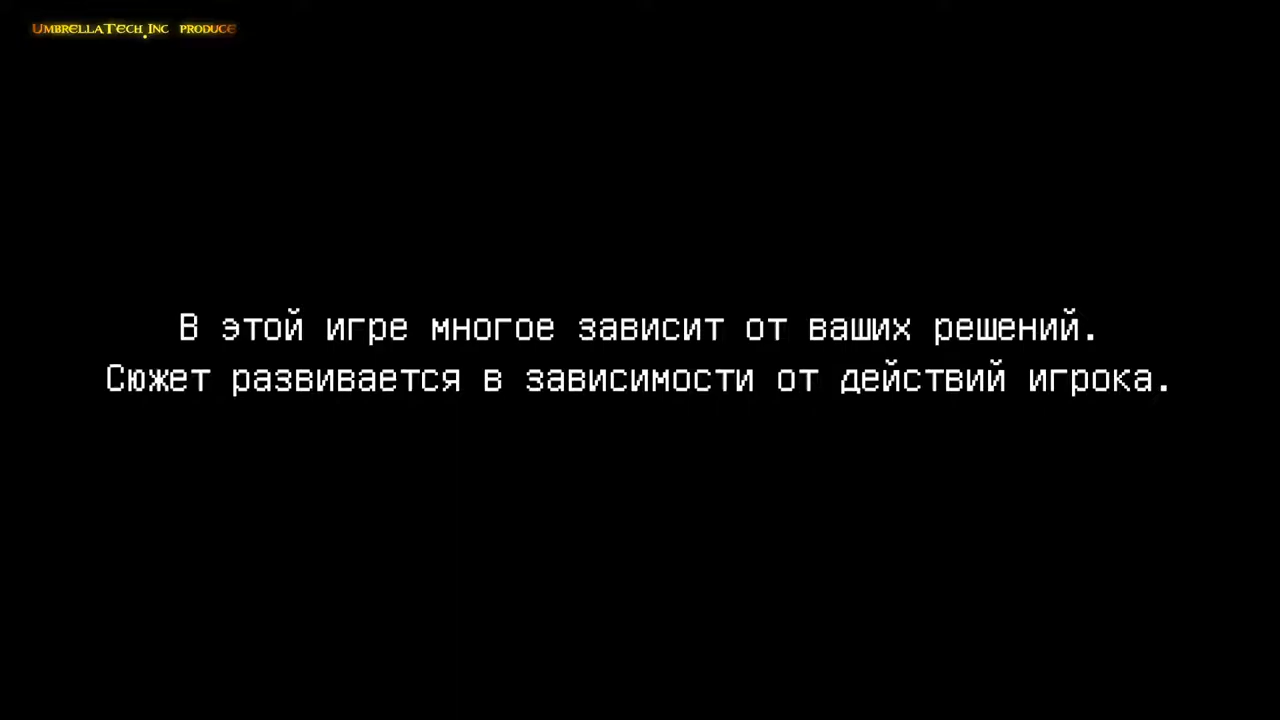 UmbrellaTech.Inc produce
В этой игре многое зависит от ваших решений.
Сюжет развивается в зависимости от действий игрока.